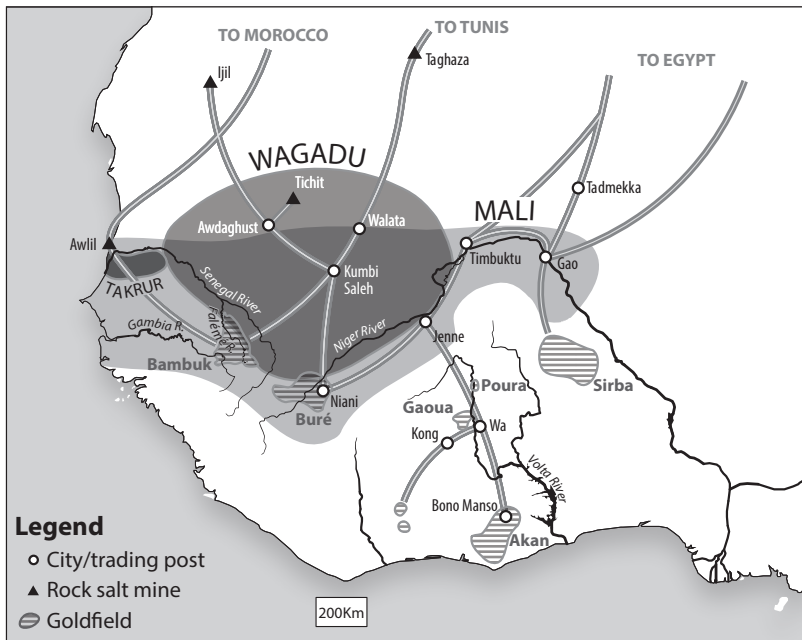 TO MOROCCO
TO TUNIS
TO EGYPT
Ijil
Taghaza
WAGADU
Tichit
Tadmekka
MALI
Awdaghust
Walata
Awlil
Timbuktu
Gao
Kumbi
Saleh
TAKRUR
Senegal River
Falémé R.
Gambia R.
Niger River
Jenne
Bambuk
Niani
Buré
Poura
Sirba
Gaoua
Wa
Kong
Volta River
Bono Manso
Akan
Legend
City/trading post
Rock salt mine
Goldfield
200Km